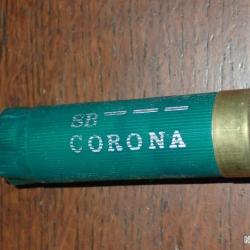 SB — — —
CORONA